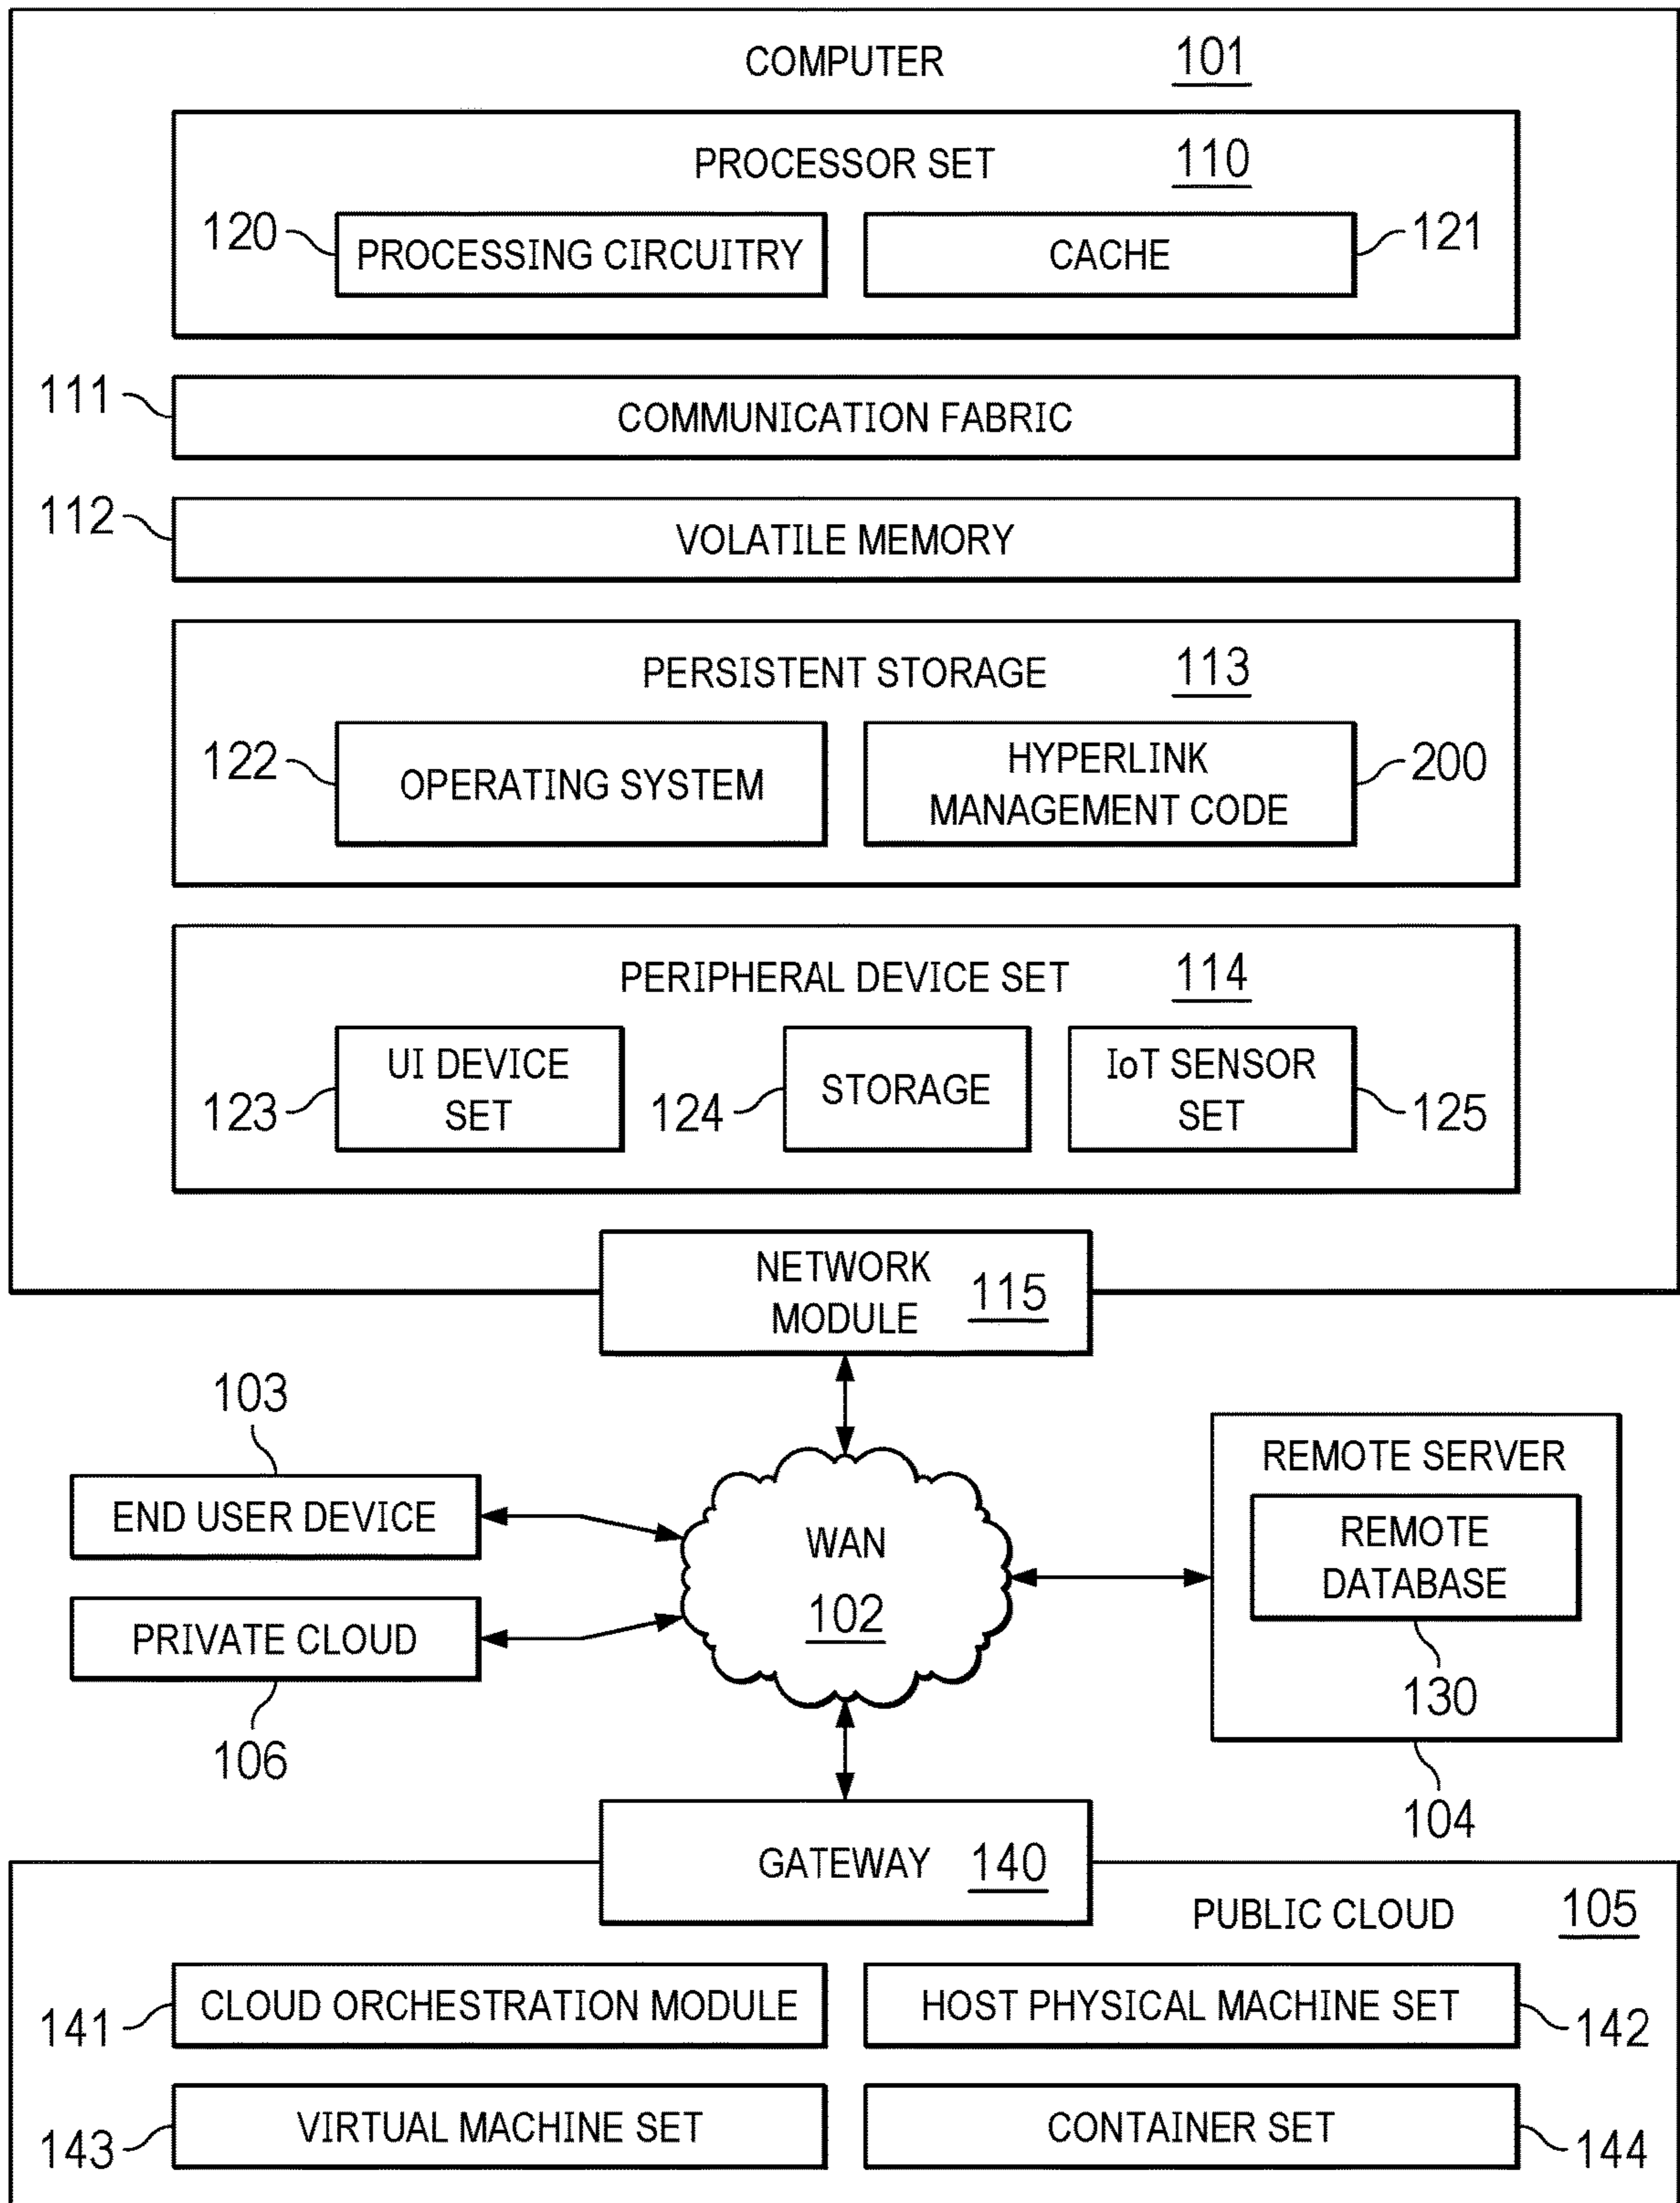 COMPUTER 101
PROCESSOR SET 110
120 PROCESSING CIRCUITRY CACHE 121
111 COMMUNICATION FABRIC
112 VOLATILE MEMORY
PERSISTENT STORAGE 113
122 OPERATING SYSTEM
HYPERLINK
MANAGEMENT CODE
200
PERIPHERAL DEVICE SET 114
123
UI DEVICE
SET
124 STORAGE
IoT SENSOR
SET
125
NETWORK
MODULE
115
103
END USER DEVICE
PRIVATE CLOUD
106
WAN
102
REMOTE SERVER
REMOTE
DATABASE
130
104
GATEWAY 140
PUBLIC CLOUD 105
141 CLOUD ORCHESTRATION MODULE HOST PHYSICAL MACHINE SET 142
143 VIRTUAL MACHINE SET CONTAINER SET 144